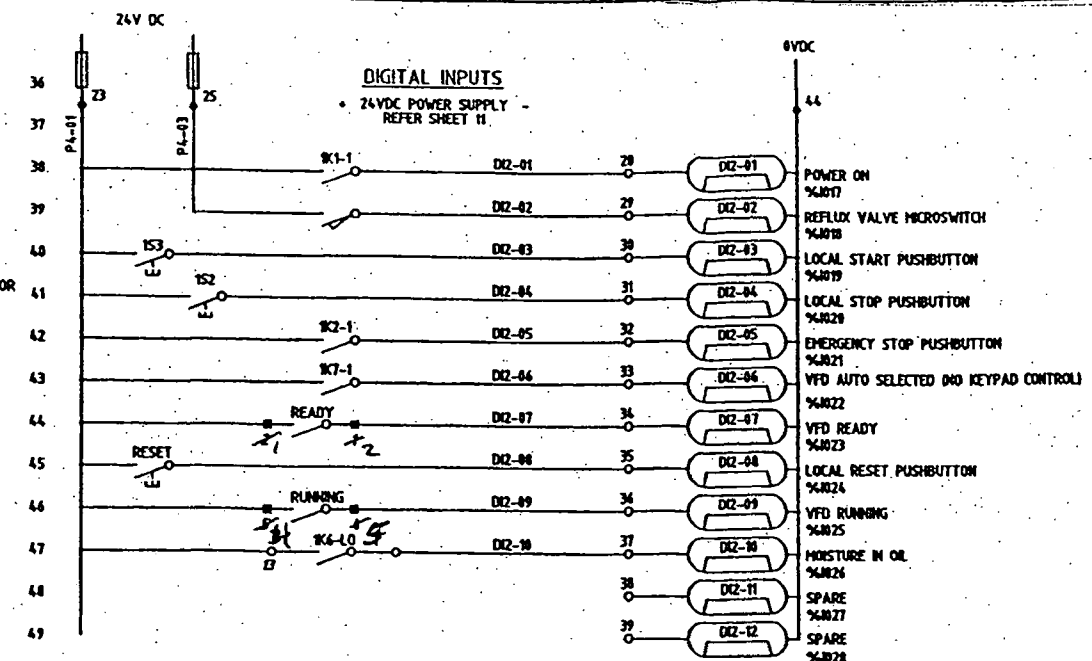 24V DC
0VDC
36
DIGITAL INPUTS
23
25
+ 24VDC POWER SUPPLY -
REFER SHEET 11
44
37
P4-01
P4-03
38
1K1-1
DI2-01
28
DI2-01
POWER ON
%I017
39
DI2-02
29
DI2-02
REFLUX VALVE MICROSWITCH
%I018
40
1S3
DI2-03
30
DI2-03
LOCAL START PUSHBUTTON
%I019
OR
41
1S2
DI2-04
31
DI2-04
LOCAL STOP PUSHBUTTON
%I020
42
1K2-1
DI2-05
32
DI2-05
EMERGENCY STOP PUSHBUTTON
%I021
43
1K7-1
DI2-06
33
DI2-06
VFD AUTO SELECTED (NO KEYPAD CONTROL)
%I022
44
READY
DI2-07
34
DI2-07
VFD READY
%I023
45
RESET
DI2-08
35
DI2-08
LOCAL RESET PUSHBUTTON
%I024
46
RUNNING
DI2-09
36
DI2-09
VFD RUNNING
%I025
47
13
1K6-LO
DI2-10
37
DI2-10
MOISTURE IN OIL
%I026
48
38
DI2-11
SPARE
%I027
49
39
DI2-12
SPARE
%I028